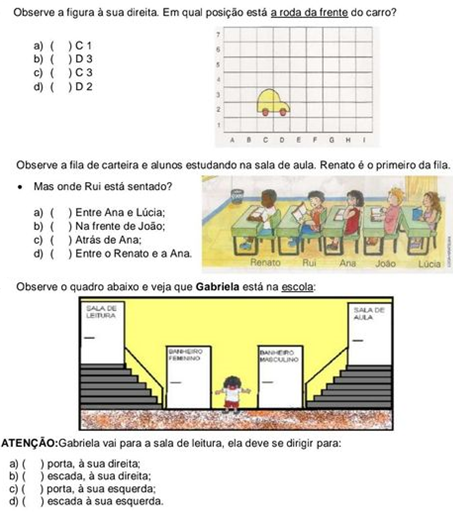 Observe a figura à sua direita. Em qual posição está a roda da frente do carro?
a) ( ) C 1
b) ( ) D 3
c) ( ) C 3
d) ( ) D 2
7
6
5
4
3
2
1
A B C D E F G H I
Observe a fila de carteira e alunos estudando na sala de aula. Renato é o primeiro da fila.
• Mas onde Rui está sentado?
a) ( ) Entre Ana e Lúcia;
b) ( ) Na frente de João;
c) ( ) Atrás de Ana;
d) ( ) Entre o Renato e a Ana.
Renato Rui Ana João Lúcia
Observe o quadro abaixo e veja que Gabriela está na escola:
SALA DE
LEITURA
BANHEIRO
FEMININO
BANHEIRO
MASCULINO
SALA DE
AULA
ATENÇÃO:Gabriela vai para a sala de leitura, ela deve se dirigir para:
a) ( ) porta, à sua direita;
b) ( ) escada, à sua direita;
c) ( ) porta, à sua esquerda;
d) ( ) escada à sua esquerda.